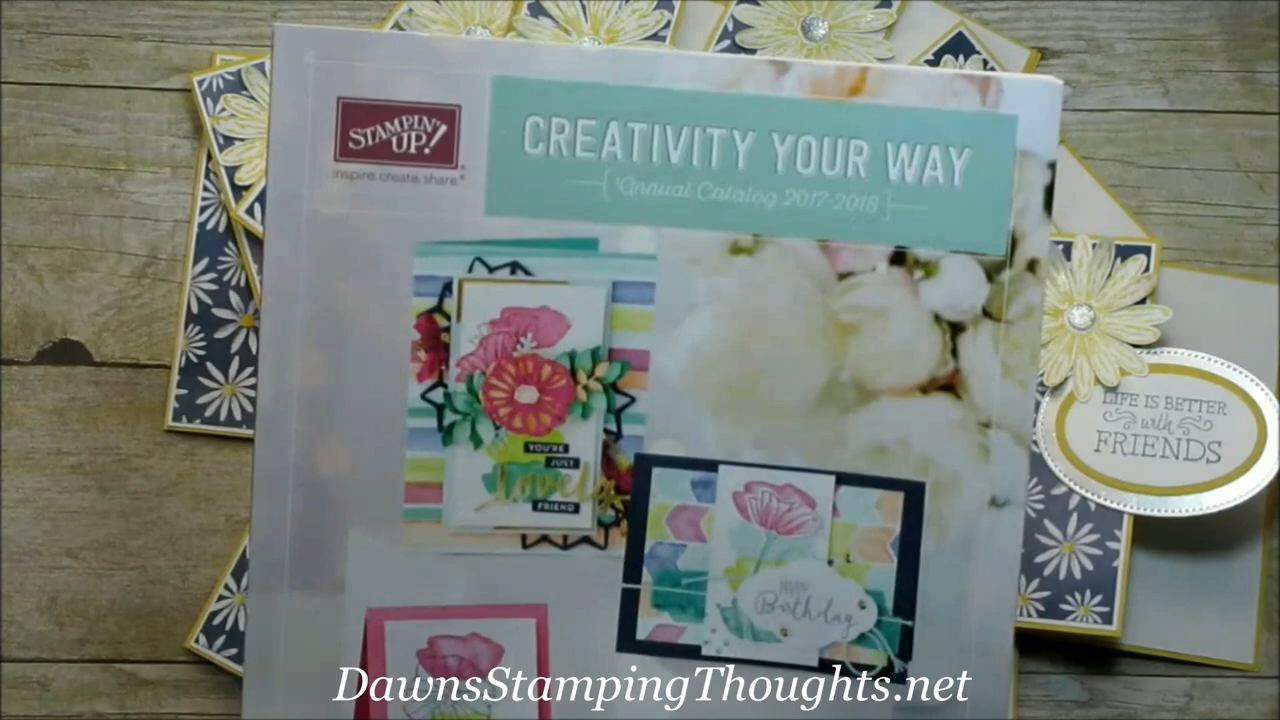 STAMPIN' UP!
inspire. create. share.
CREATIVITY YOUR WAY
Annual Catalog 2017-2018
YOU'RE
JUST
Lovely
FRIEND
LIFE IS BETTER
with
FRIENDS
HAPPY
Birthday
DawnsStampingThoughts.net